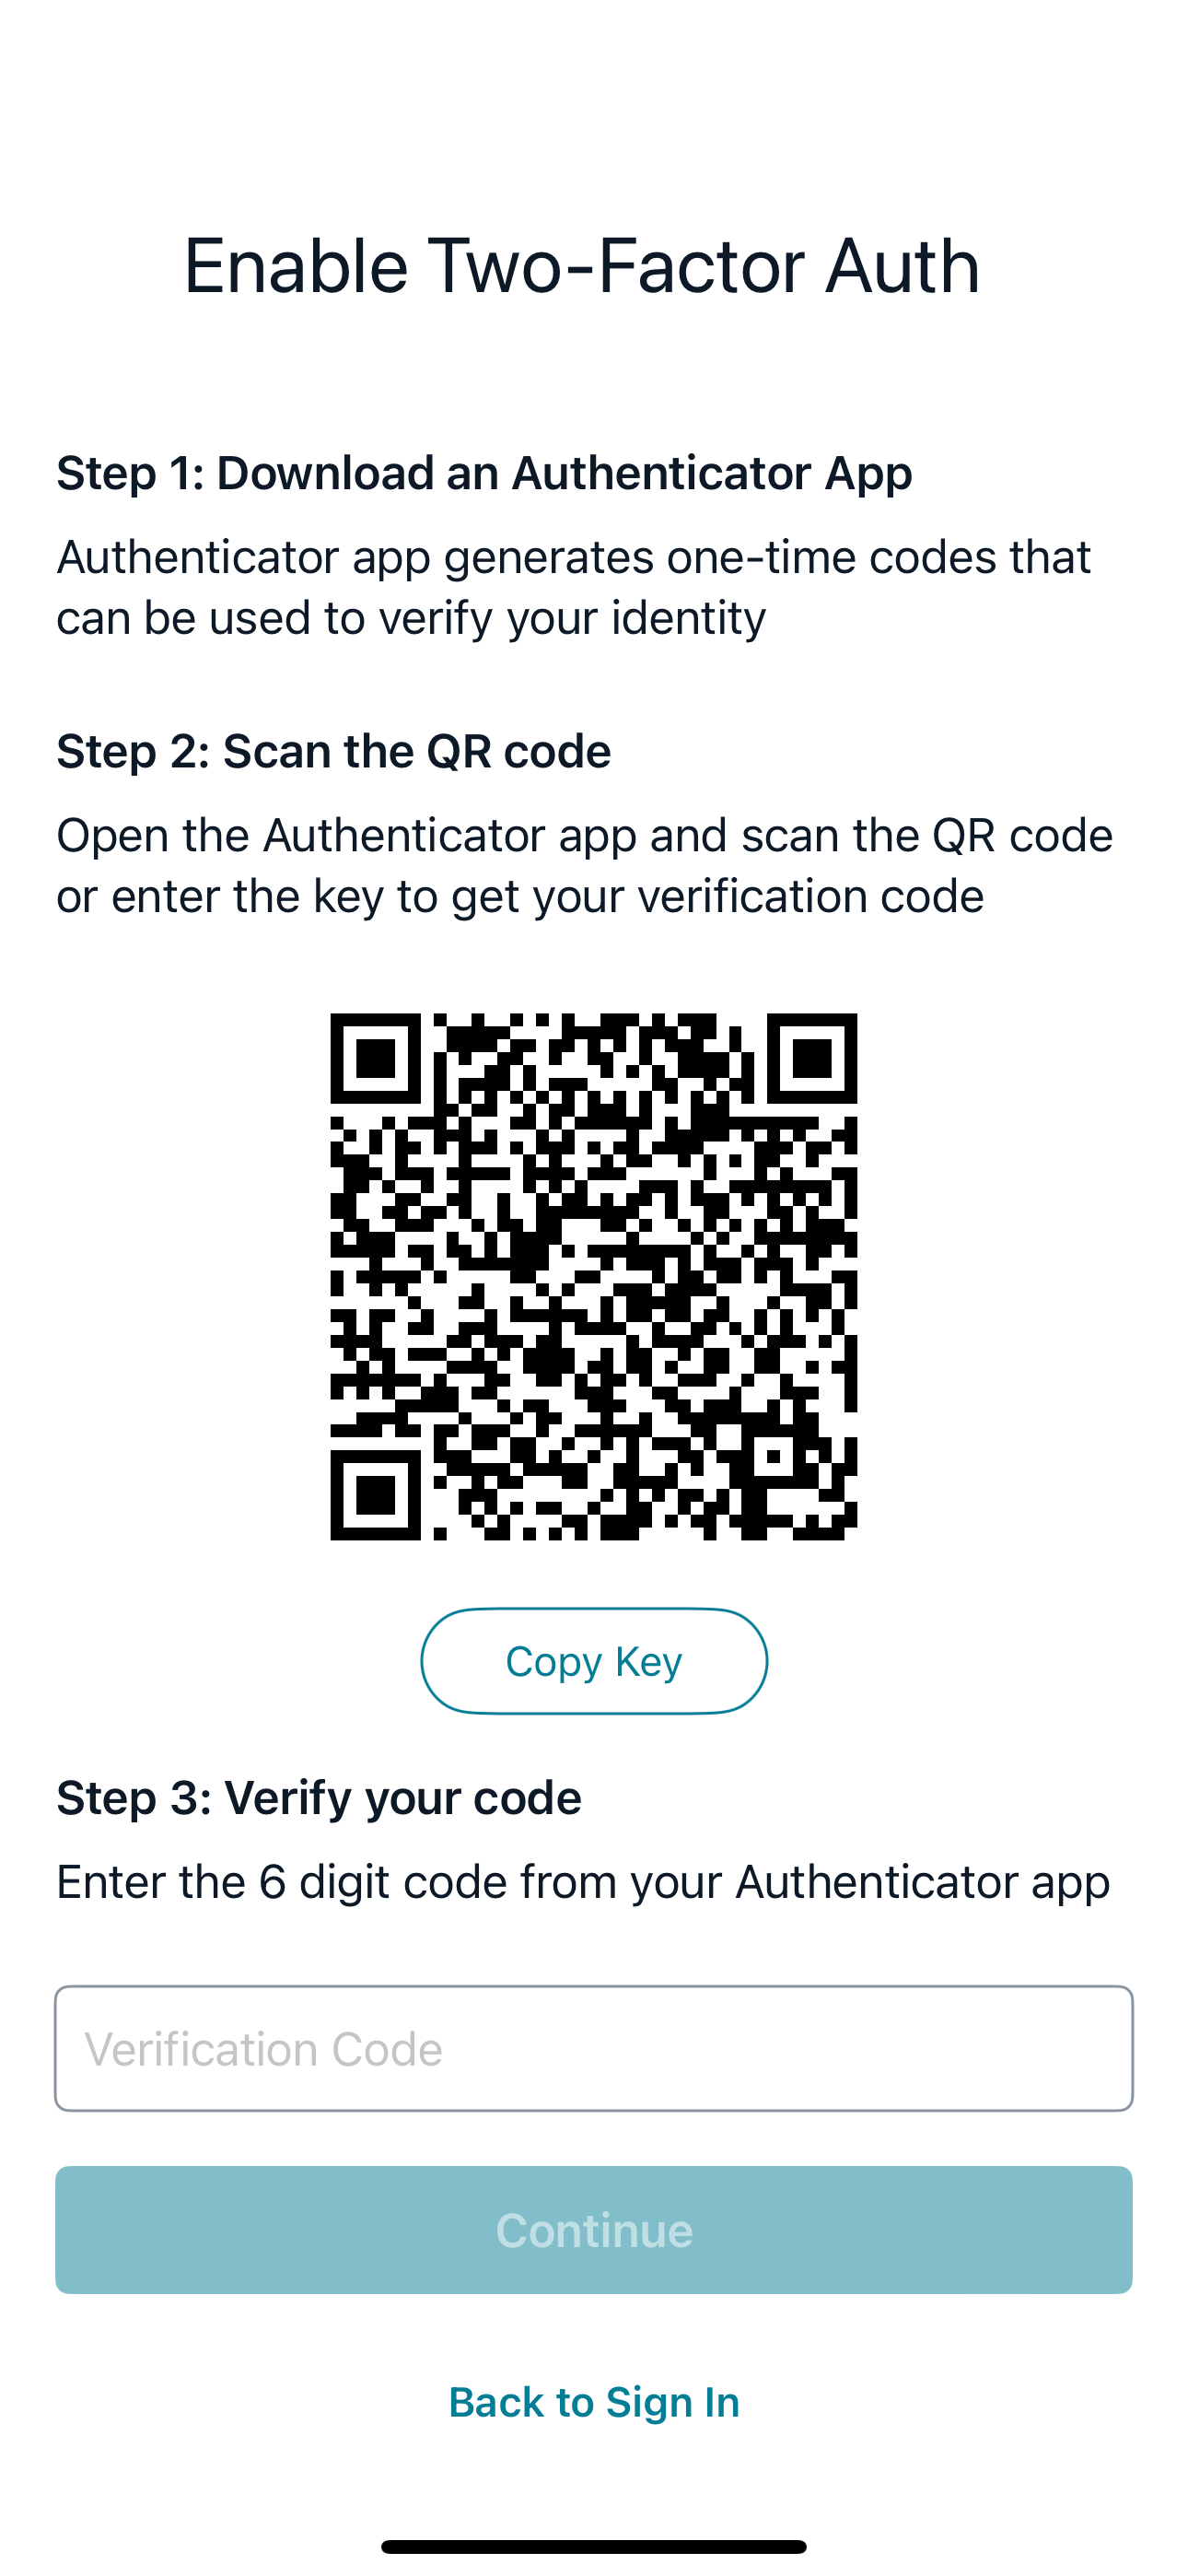 Enable Two-Factor Auth
Step 1: Download an Authenticator App
Authenticator app generates one-time codes that
can be used to verify your identity
Step 2: Scan the QR code
Open the Authenticator app and scan the QR code
or enter the key to get your verification code
Copy Key
Step 3: Verify your code
Enter the 6 digit code from your Authenticator app
Verification Code
Continue
Back to Sign In